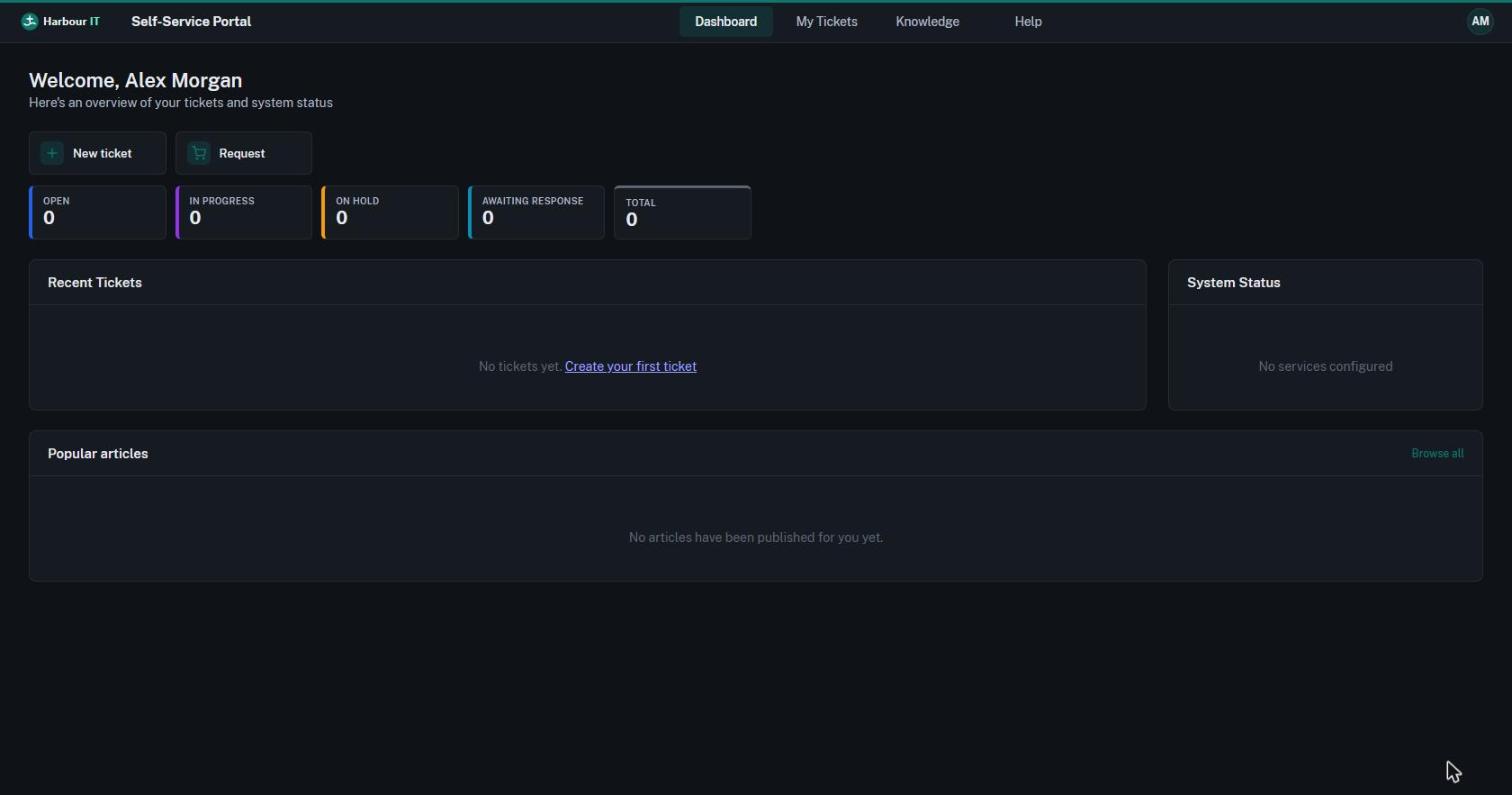 Harbour IT
Self-Service Portal
Dashboard
My Tickets
Knowledge
Help
AM
Welcome, Alex Morgan
Here's an overview of your tickets and system status
New ticket
Request
OPEN
0
IN PROGRESS
0
ON HOLD
0
AWAITING RESPONSE
0
TOTAL
0
Recent Tickets
No tickets yet. Create your first ticket
System Status
No services configured
Popular articles
Browse all
No articles have been published for you yet.